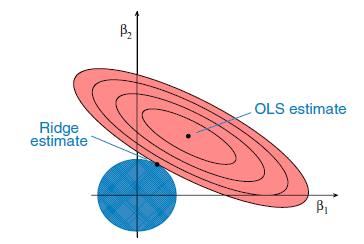 β₂
OLS estimate
Ridge
estimate
β₁